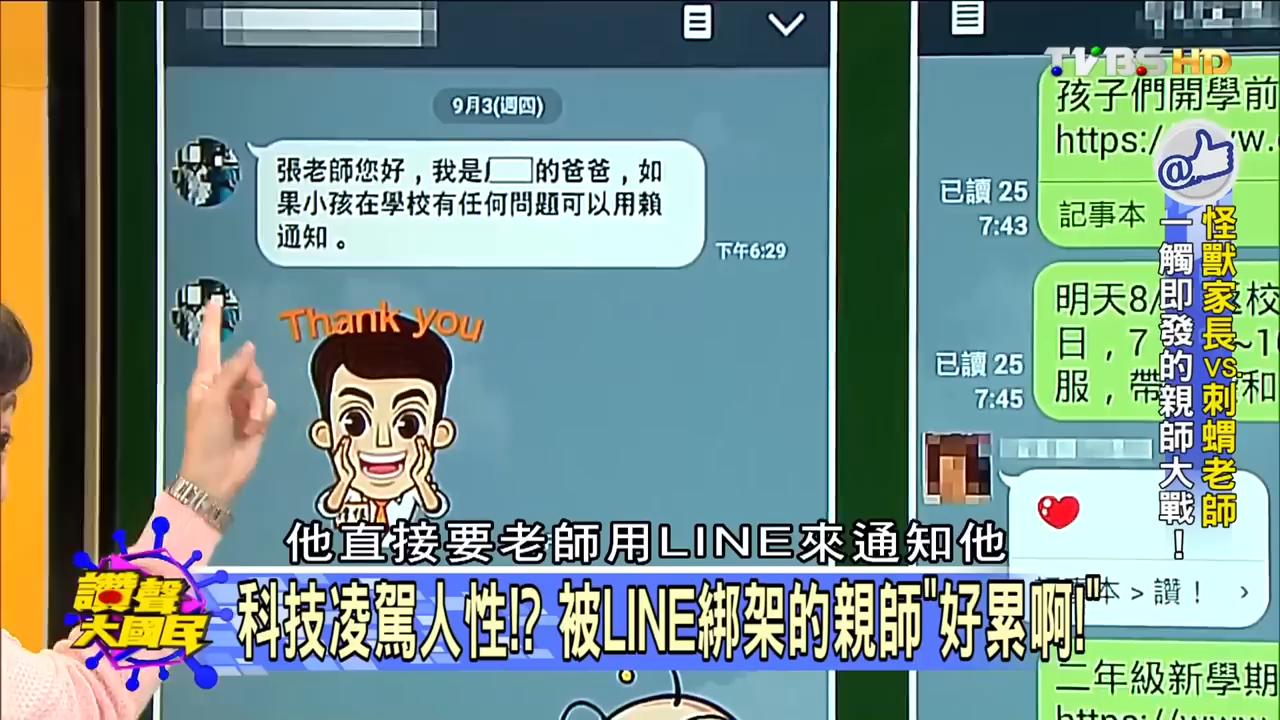 9月3(週四)
張老師您好，我是 的爸爸，如
果小孩在學校有任何問題可以用賴
通知。
下午6:29
Thank you
TVBS HD
孩子們開學前
https:/
已讀 25
7:43
記事本
明天8/
日，7
服，帶
已讀 25
7:45
本 > 讚！ >
二年級新學期
怪獸家長vs.刺蝟老師
一觸即發的親師大戰！
他直接要老師用LINE來通知他
讚聲大國民
科技凌駕人性!? 被LINE綁架的親師"好累啊!"